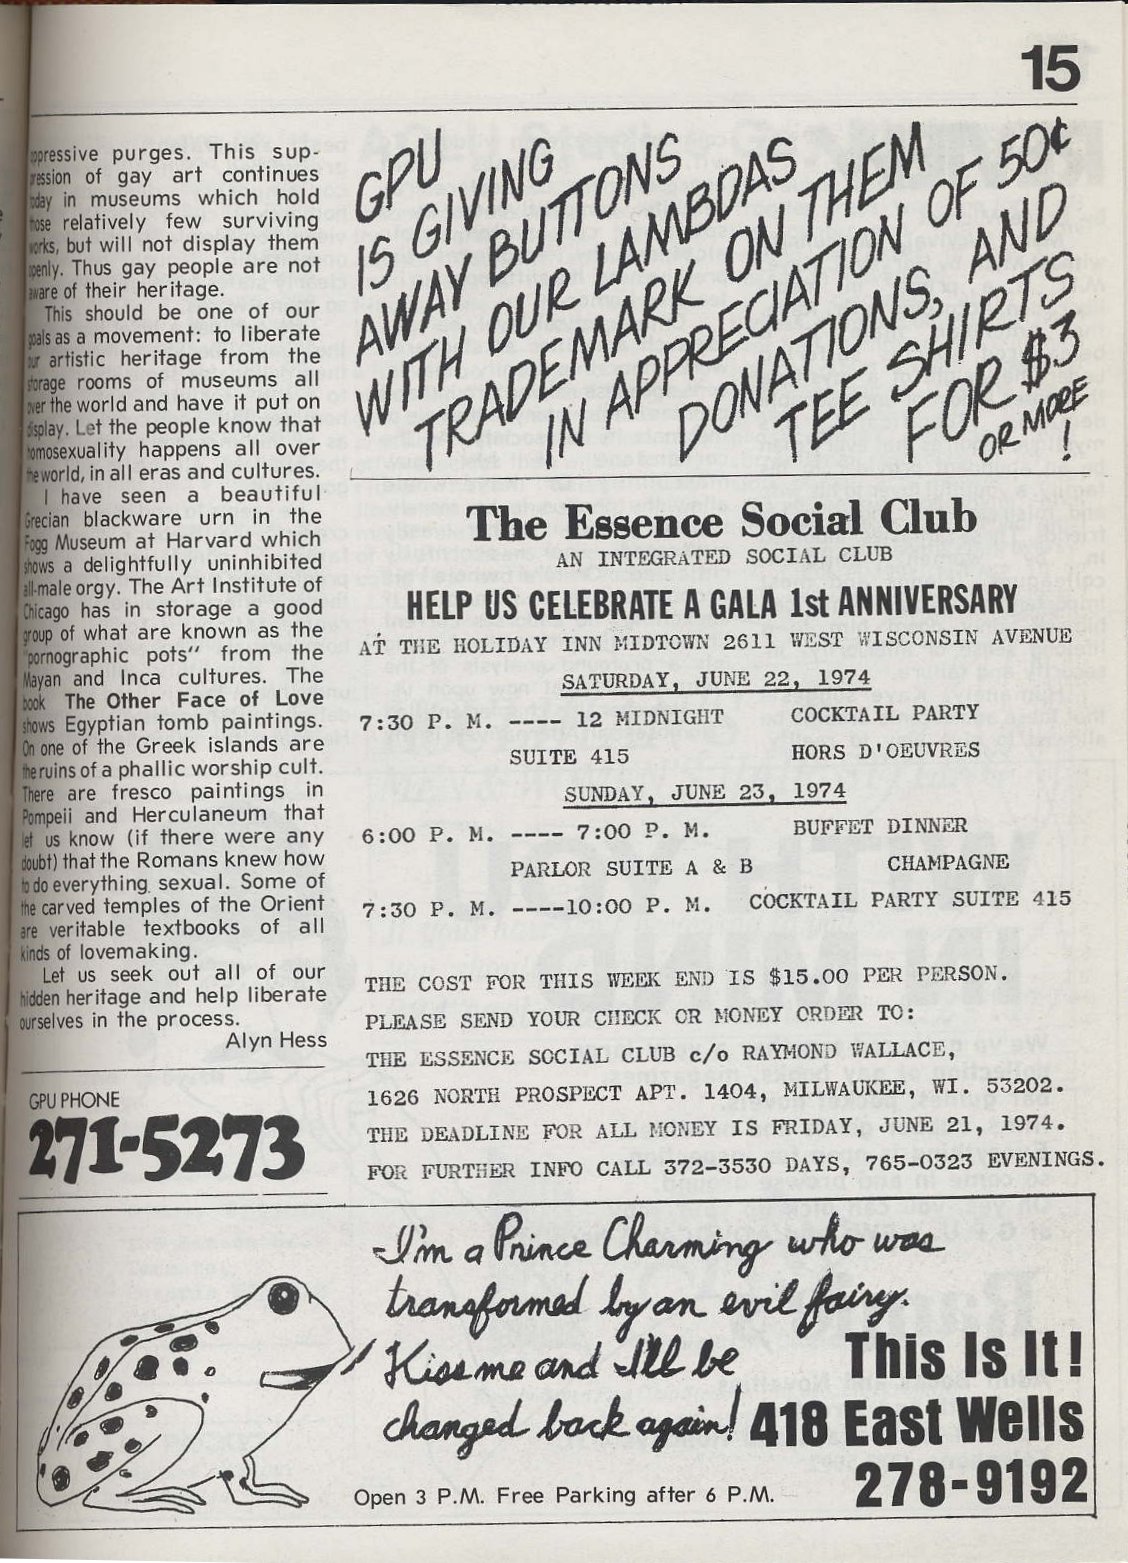 15
oppressive purges. This sup-
pression of gay art continues
today in museums which hold
those relatively few surviving
works, but will not display them
openly. Thus gay people are not
aware of their heritage.
This should be one of our
goals as a movement: to liberate
our artistic heritage from the
storage rooms of museums all
over the world and have it put on
display. Let the people know that
homosexuality happens all over
the world, in all eras and cultures.
I have seen a beautiful
Grecian blackware urn in the
Fogg Museum at Harvard which
shows a delightfully uninhibited
all-male orgy. The Art Institute of
Chicago has in storage a good
group of what are known as the
"pornographic pots" from the
Mayan and Inca cultures. The
book The Other Face of Love
shows Egyptian tomb paintings.
On one of the Greek islands are
the ruins of a phallic worship cult.
There are fresco paintings in
Pompeii and Herculaneum that
let us know (if there were any
doubt) that the Romans knew how
to do everything sexual. Some of
the carved temples of the Orient
are veritable textbooks of all
kinds of lovemaking.
Let us seek out all of our
hidden heritage and help liberate
ourselves in the process.
Alyn Hess
GPU PHONE
271-5273
GPU
IS GIVING
AWAY BUTTONS
WITH OUR LAMBDAS
TRADEMARK ON THEM
IN APPRECIATION OF 50¢
DONATIONS, AND
TEE SHIRTS
FOR $3
OR MORE
!
The Essence Social Club
AN INTEGRATED SOCIAL CLUB
HELP US CELEBRATE A GALA 1st ANNIVERSARY
AT THE HOLIDAY INN MIDTOWN 2611 WEST WISCONSIN AVENUE
SATURDAY, JUNE 22, 1974
7:30 P. M. ---- 12 MIDNIGHT COCKTAIL PARTY
SUITE 415 HORS D'OEUVRES
SUNDAY, JUNE 23, 1974
6:00 P. M. ---- 7:00 P. M. BUFFET DINNER
PARLOR SUITE A & B CHAMPAGNE
7:30 P. M. ----10:00 P. M. COCKTAIL PARTY SUITE 415
THE COST FOR THIS WEEK END IS $15.00 PER PERSON.
PLEASE SEND YOUR CHECK OR MONEY ORDER TO:
THE ESSENCE SOCIAL CLUB c/o RAYMOND WALLACE,
1626 NORTH PROSPECT APT. 1404, MILWAUKEE, WI. 53202.
THE DEADLINE FOR ALL MONEY IS FRIDAY, JUNE 21, 1974.
FOR FURTHER INFO CALL 372-3530 DAYS, 765-0323 EVENINGS.
I'm a Prince Charming who was
transformed by an evil fairy.
Kiss me and I'll be
changed back again!
This Is It!
418 East Wells
278-9192
Open 3 P.M. Free Parking after 6 P.M.